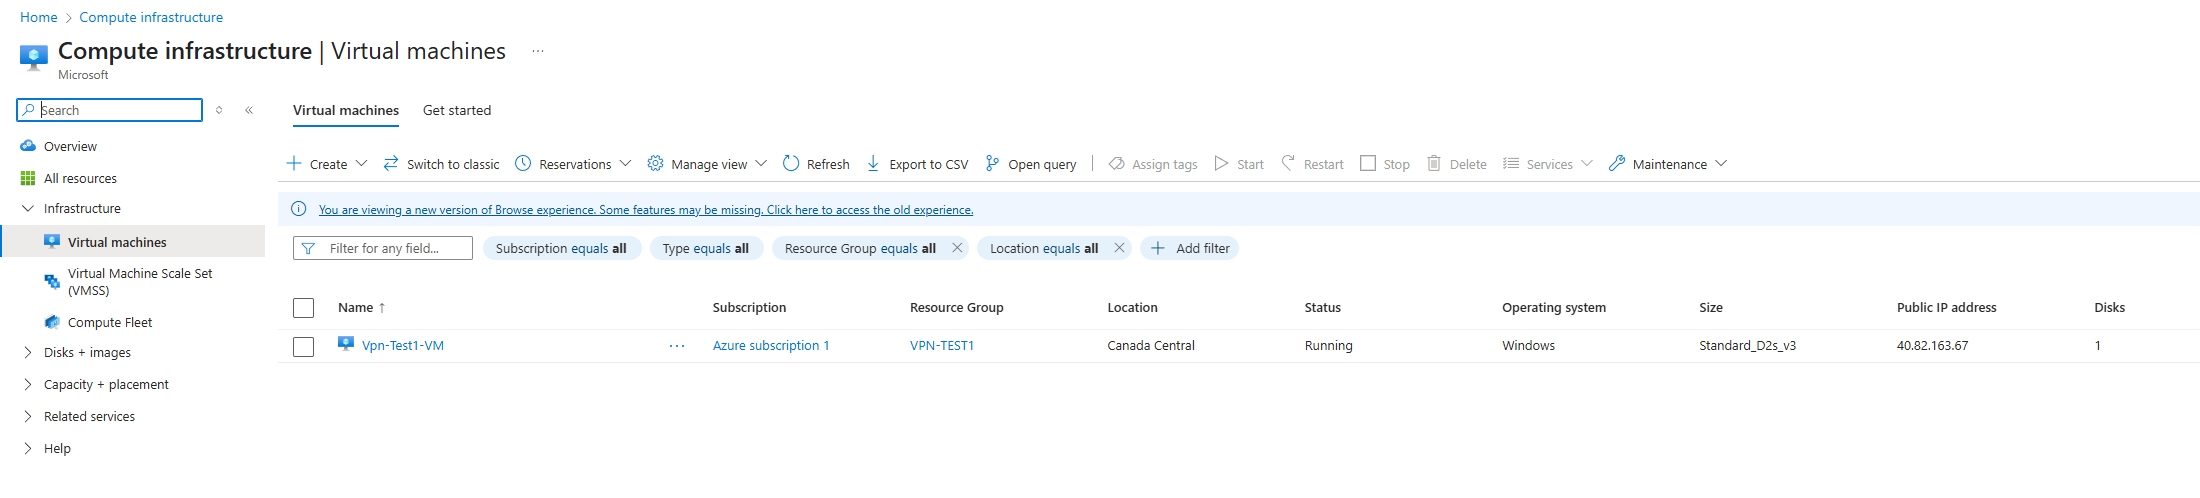 Home > Compute infrastructure
Compute infrastructure | Virtual machines ...
Microsoft
Search
Overview
All resources
Infrastructure
Virtual machines
Virtual Machine Scale Set
(VMSS)
Compute Fleet
Disks + images
Capacity + placement
Related services
Help
Virtual machines Get started
Create Switch to classic Reservations Manage view Refresh Export to CSV Open query Assign tags Start Restart Stop Delete Services Maintenance
You are viewing a new version of Browse experience. Some features may be missing. Click here to access the old experience.
Filter for any field... Subscription equals all Type equals all Resource Group equals all Location equals all Add filter
Name ↑ Subscription Resource Group Location Status Operating system Size Public IP address Disks
Vpn-Test1-VM ... Azure subscription 1 VPN-TEST1 Canada Central Running Windows Standard_D2s_v3 40.82.163.67 1